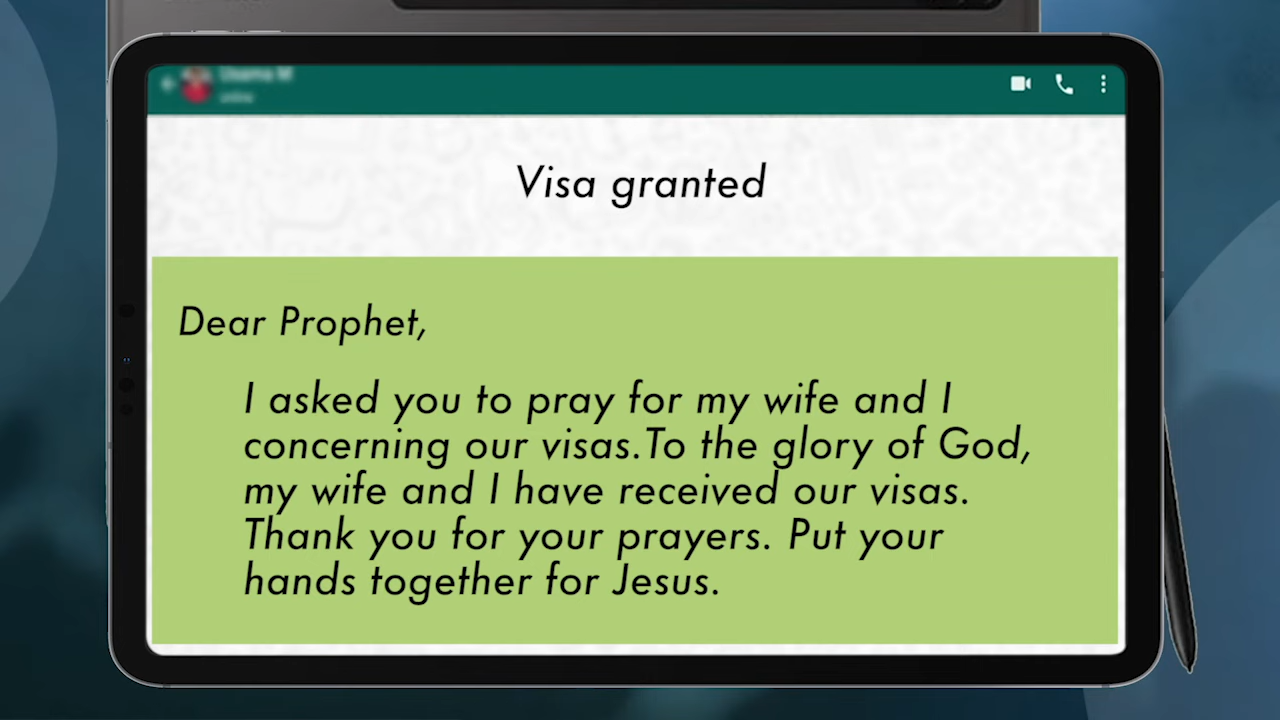 Visa granted
Dear Prophet,
I asked you to pray for my wife and I
concerning our visas.To the glory of God,
my wife and I have received our visas.
Thank you for your prayers. Put your
hands together for Jesus.